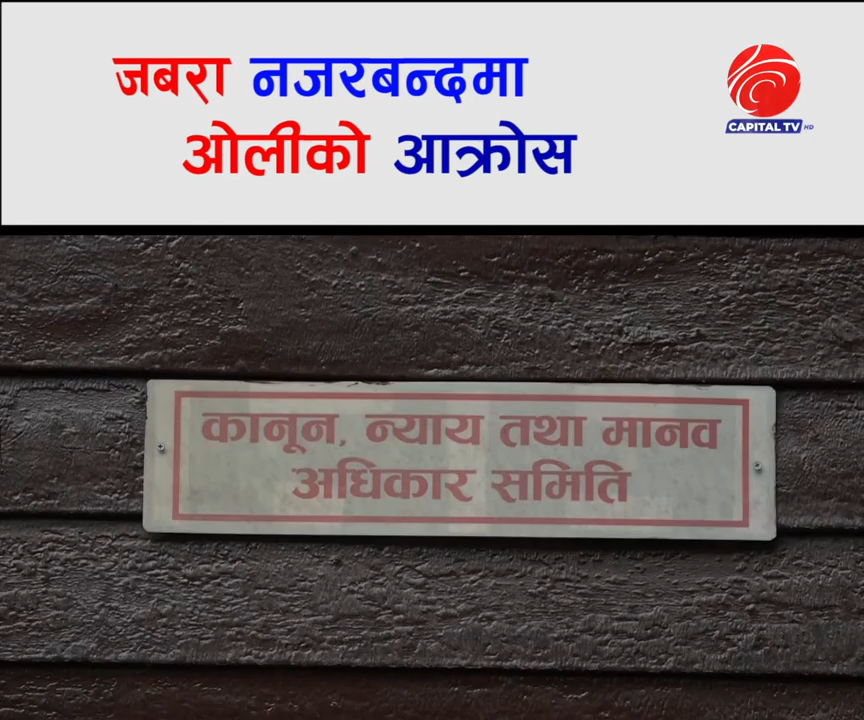 जबरा नजरबन्दमा
ओलीको आक्रोस
CAPITAL TV HD
कानून, न्याय तथा मानव
अधिकार समिति